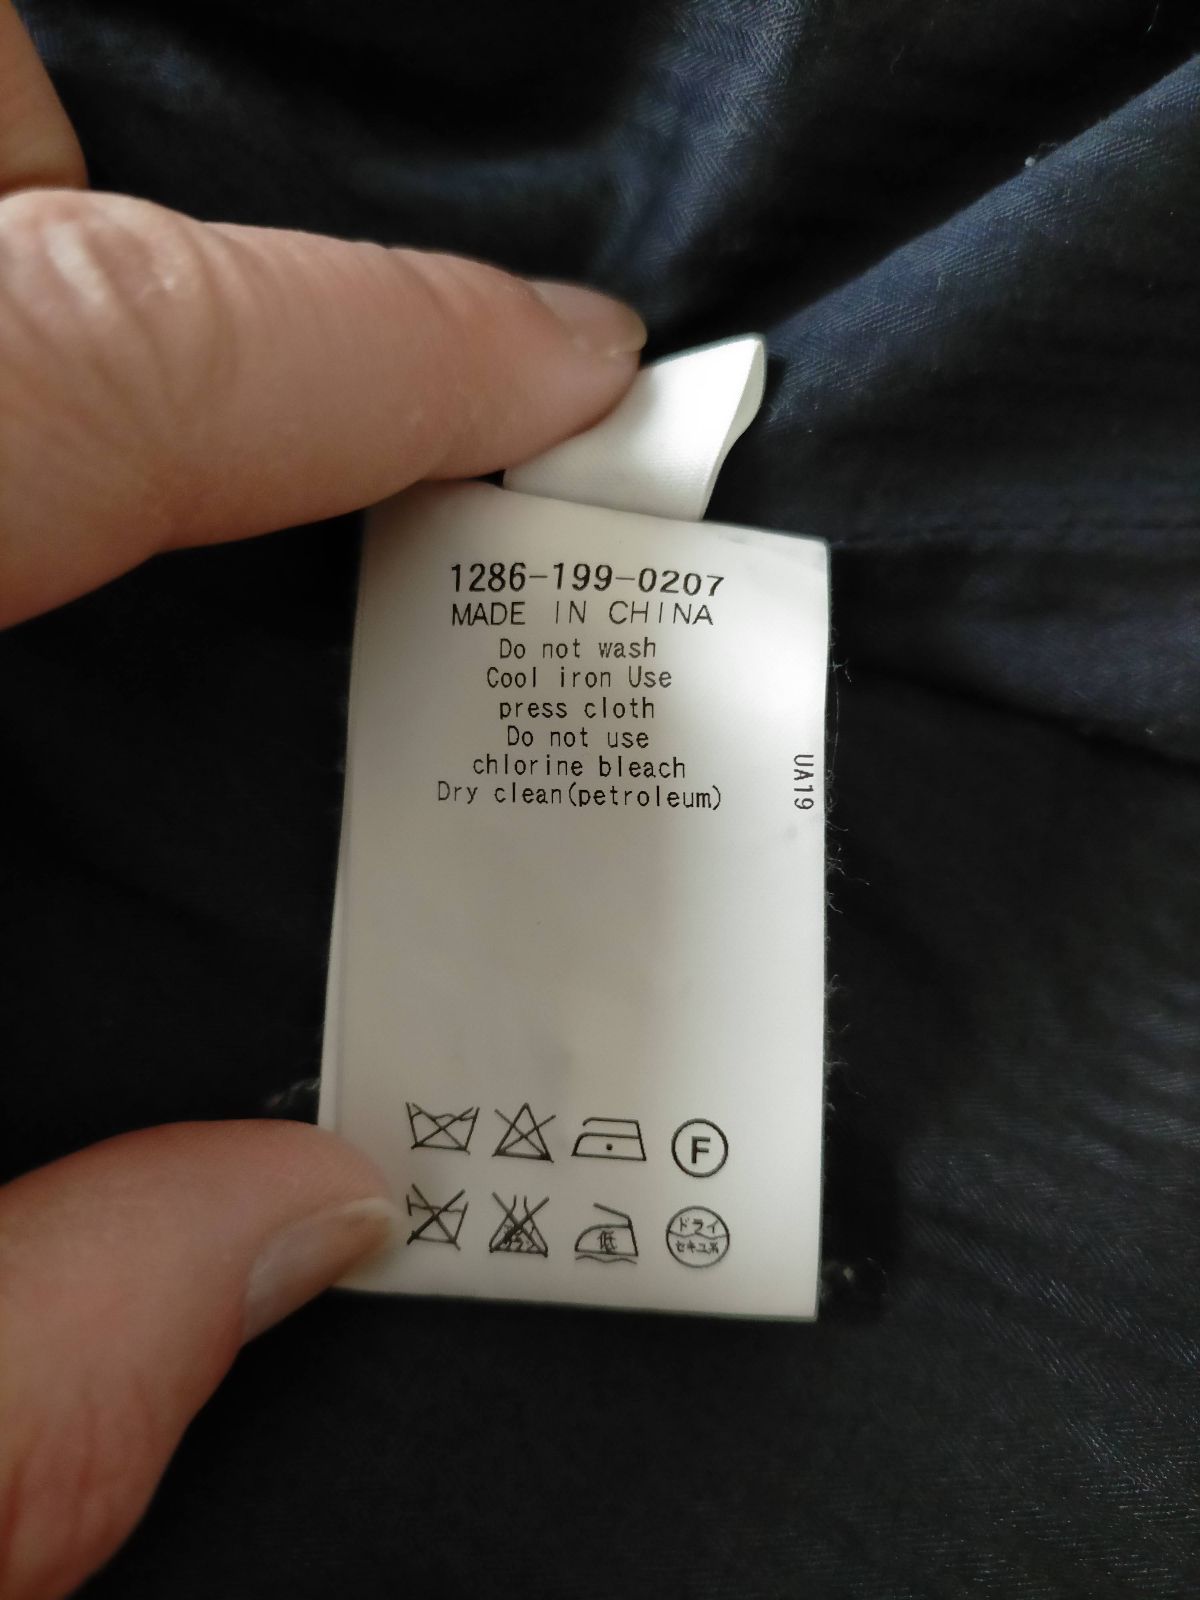 1286-199-0207
MADE IN CHINA
Do not wash
Cool iron Use
press cloth
Do not use
chlorine bleach
Dry clean(petroleum)
UA19
F
低
ドライ
セキユ系